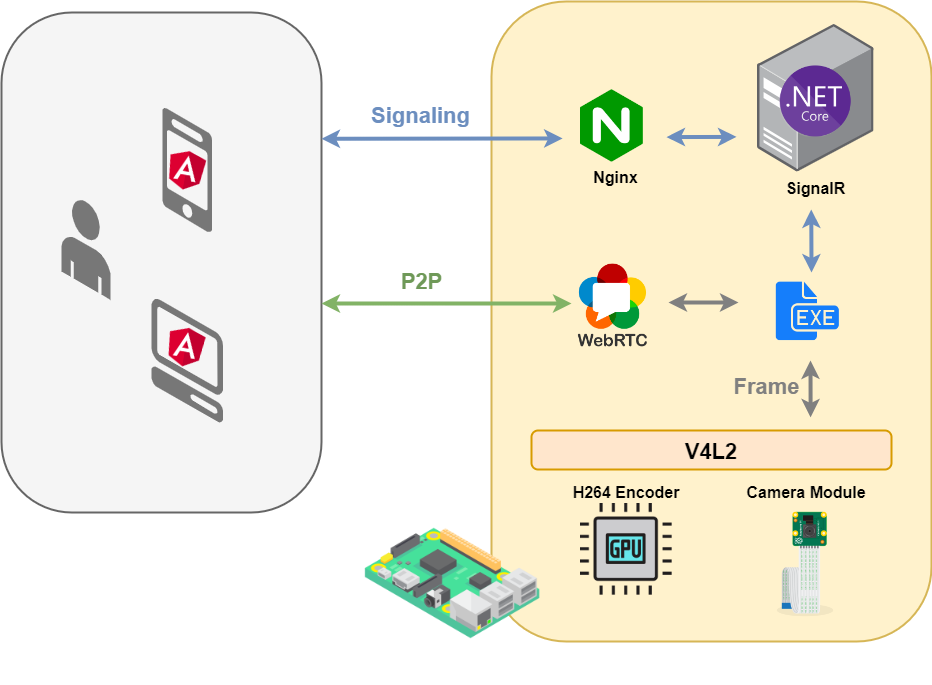 Signaling
N
.NET
Core
Nginx
SignalR
A
P2P
WebRTC
EXE
A
Frame
V4L2
H264 Encoder
Camera Module
GPU